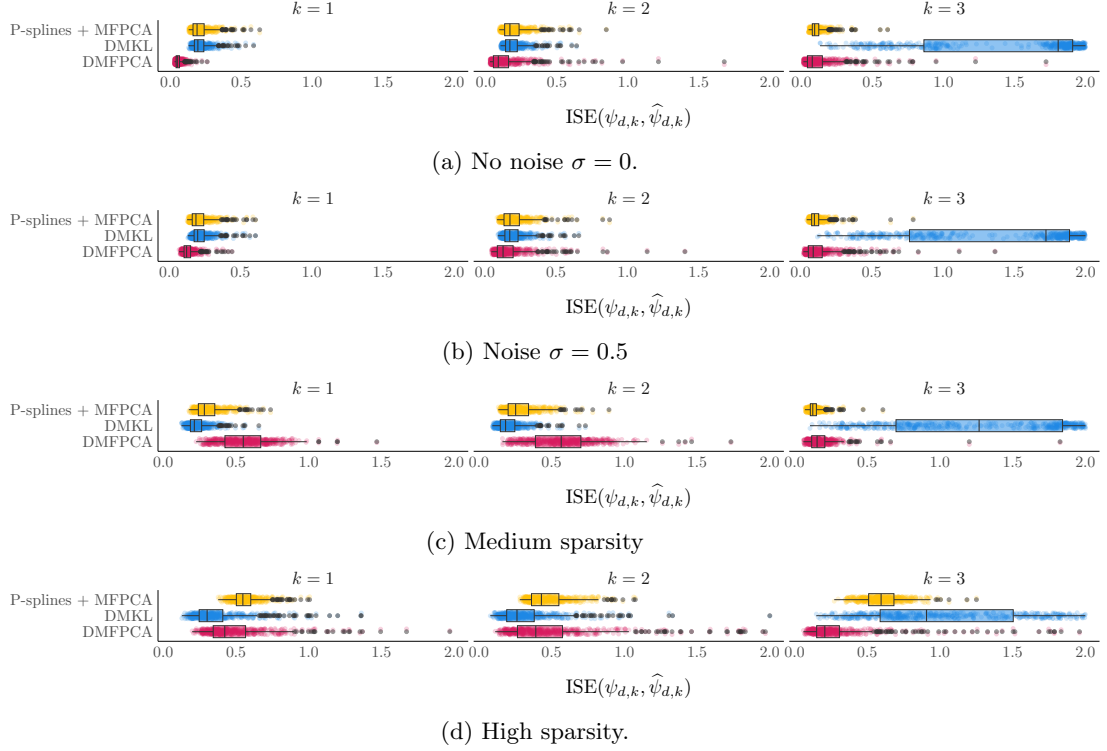 k = 1 k = 2 k = 3
P-splines + MFPCA
DMKL
DMFPCA
0.0 0.5 1.0 1.5 2.0 0.0 0.5 1.0 1.5 2.0 0.0 0.5 1.0 1.5 2.0
ISE(ψ_{d,k}, ψ̂_{d,k})
(a) No noise σ = 0.
k = 1 k = 2 k = 3
P-splines + MFPCA
DMKL
DMFPCA
0.0 0.5 1.0 1.5 2.0 0.0 0.5 1.0 1.5 2.0 0.0 0.5 1.0 1.5 2.0
ISE(ψ_{d,k}, ψ̂_{d,k})
(b) Noise σ = 0.5
k = 1 k = 2 k = 3
P-splines + MFPCA
DMKL
DMFPCA
0.0 0.5 1.0 1.5 2.0 0.0 0.5 1.0 1.5 2.0 0.0 0.5 1.0 1.5 2.0
ISE(ψ_{d,k}, ψ̂_{d,k})
(c) Medium sparsity
k = 1 k = 2 k = 3
P-splines + MFPCA
DMKL
DMFPCA
0.0 0.5 1.0 1.5 2.0 0.0 0.5 1.0 1.5 2.0 0.0 0.5 1.0 1.5 2.0
ISE(ψ_{d,k}, ψ̂_{d,k})
(d) High sparsity.